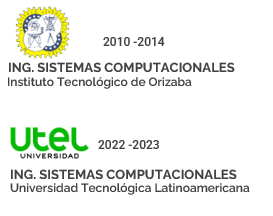 2010 -2014
ING. SISTEMAS COMPUTACIONALES
Instituto Tecnológico de Orizaba
utel
UNIVERSIDAD
2022 -2023
ING. SISTEMAS COMPUTACIONALES
Universidad Tecnológica Latinoamericana